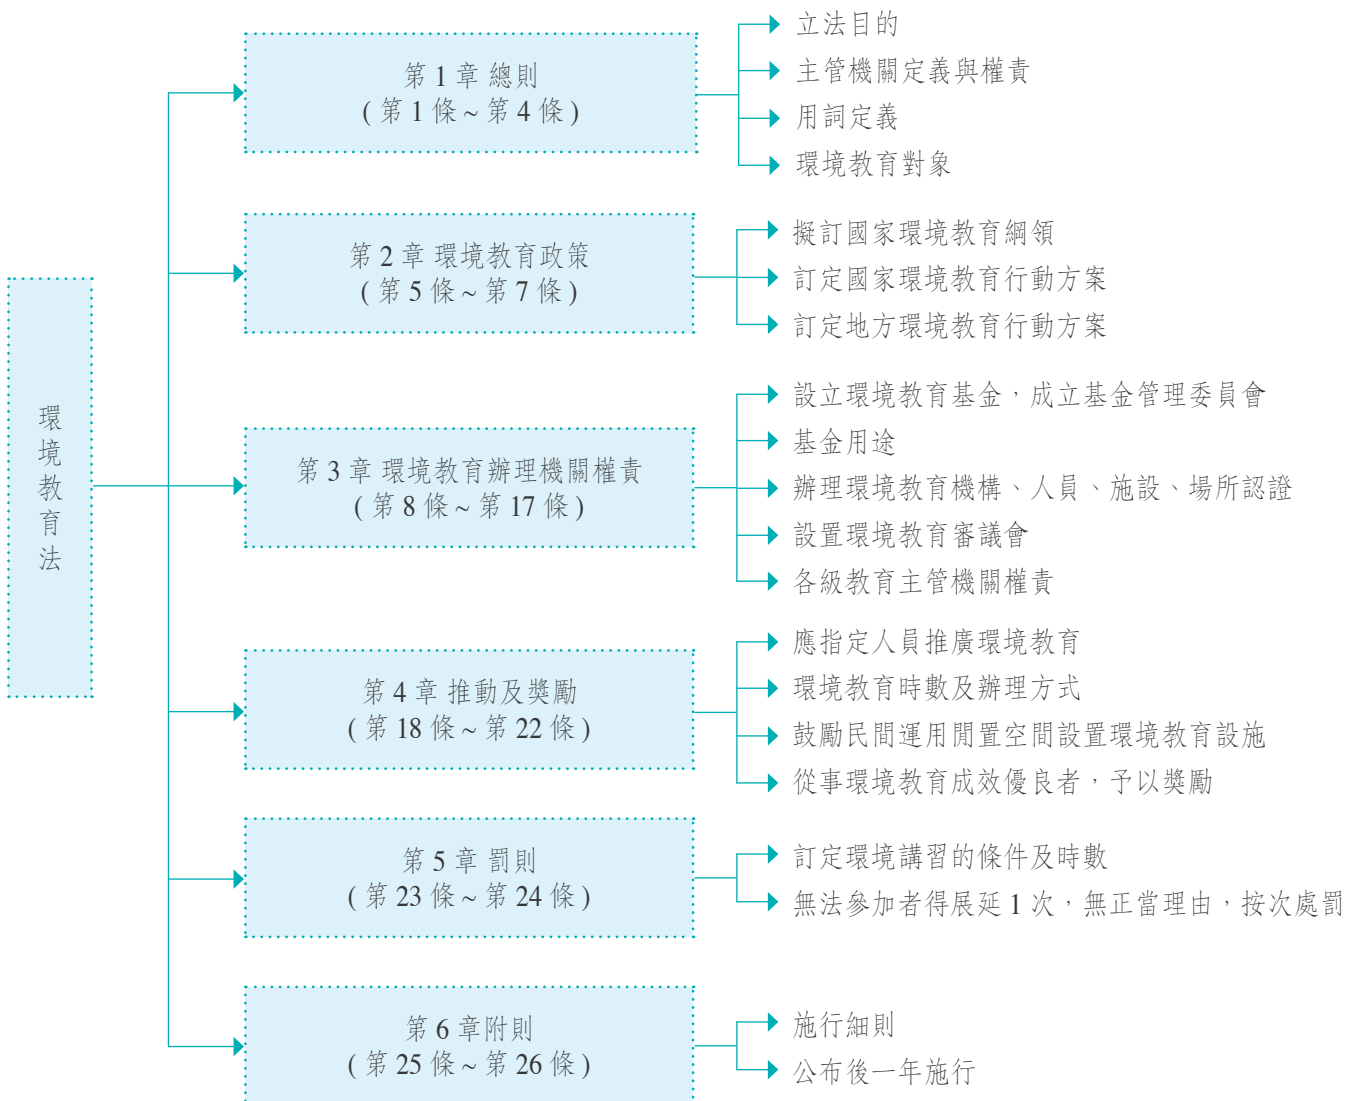 環境教育法
第 1 章 總則
( 第 1 條 ~ 第 4 條 )
立法目的
主管機關定義與權責
用詞定義
環境教育對象
第 2 章 環境教育政策
( 第 5 條 ~ 第 7 條 )
擬訂國家環境教育綱領
訂定國家環境教育行動方案
訂定地方環境教育行動方案
第 3 章 環境教育辦理機關權責
( 第 8 條 ~ 第 17 條 )
設立環境教育基金，成立基金管理委員會
基金用途
辦理環境教育機構、人員、施設、場所認證
設置環境教育審議會
各級教育主管機關權責
第 4 章 推動及獎勵
( 第 18 條 ~ 第 22 條 )
應指定人員推廣環境教育
環境教育時數及辦理方式
鼓勵民間運用閒置空間設置環境教育設施
從事環境教育成效優良者，予以獎勵
第 5 章 罰則
( 第 23 條 ~ 第 24 條 )
訂定環境講習的條件及時數
無法參加者得展延 1 次，無正當理由，按次處罰
第 6 章附則
( 第 25 條 ~ 第 26 條 )
施行細則
公布後一年施行